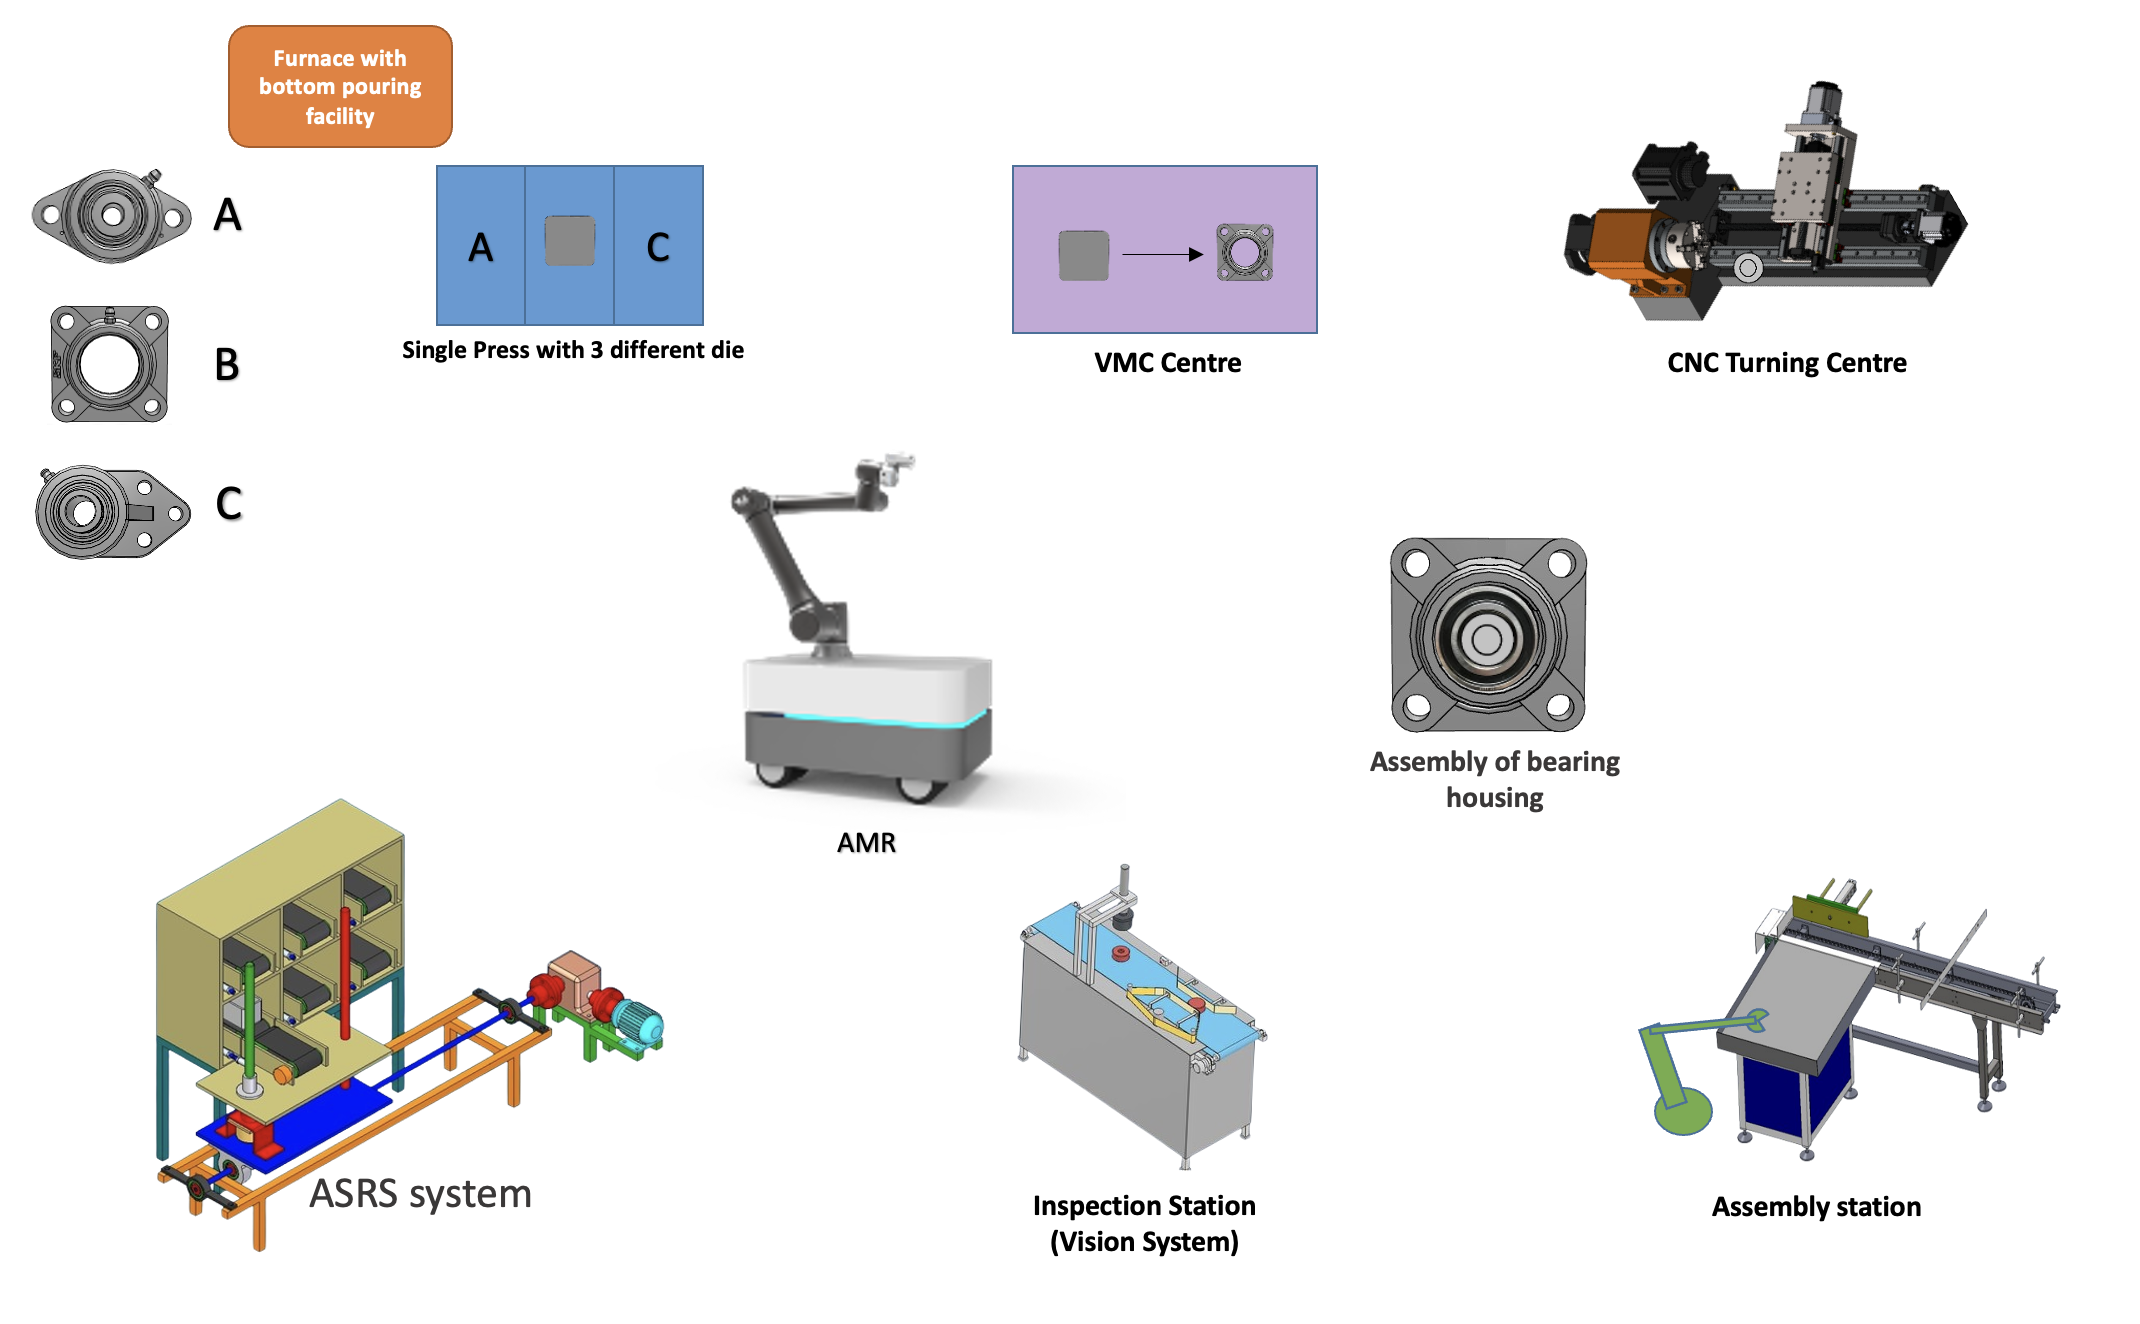 Furnace with
bottom pouring
facility
A
B
C
A
C
Single Press with 3 different die
VMC Centre
CNC Turning Centre
AMR
Assembly of bearing
housing
ASRS system
Inspection Station
(Vision System)
Assembly station